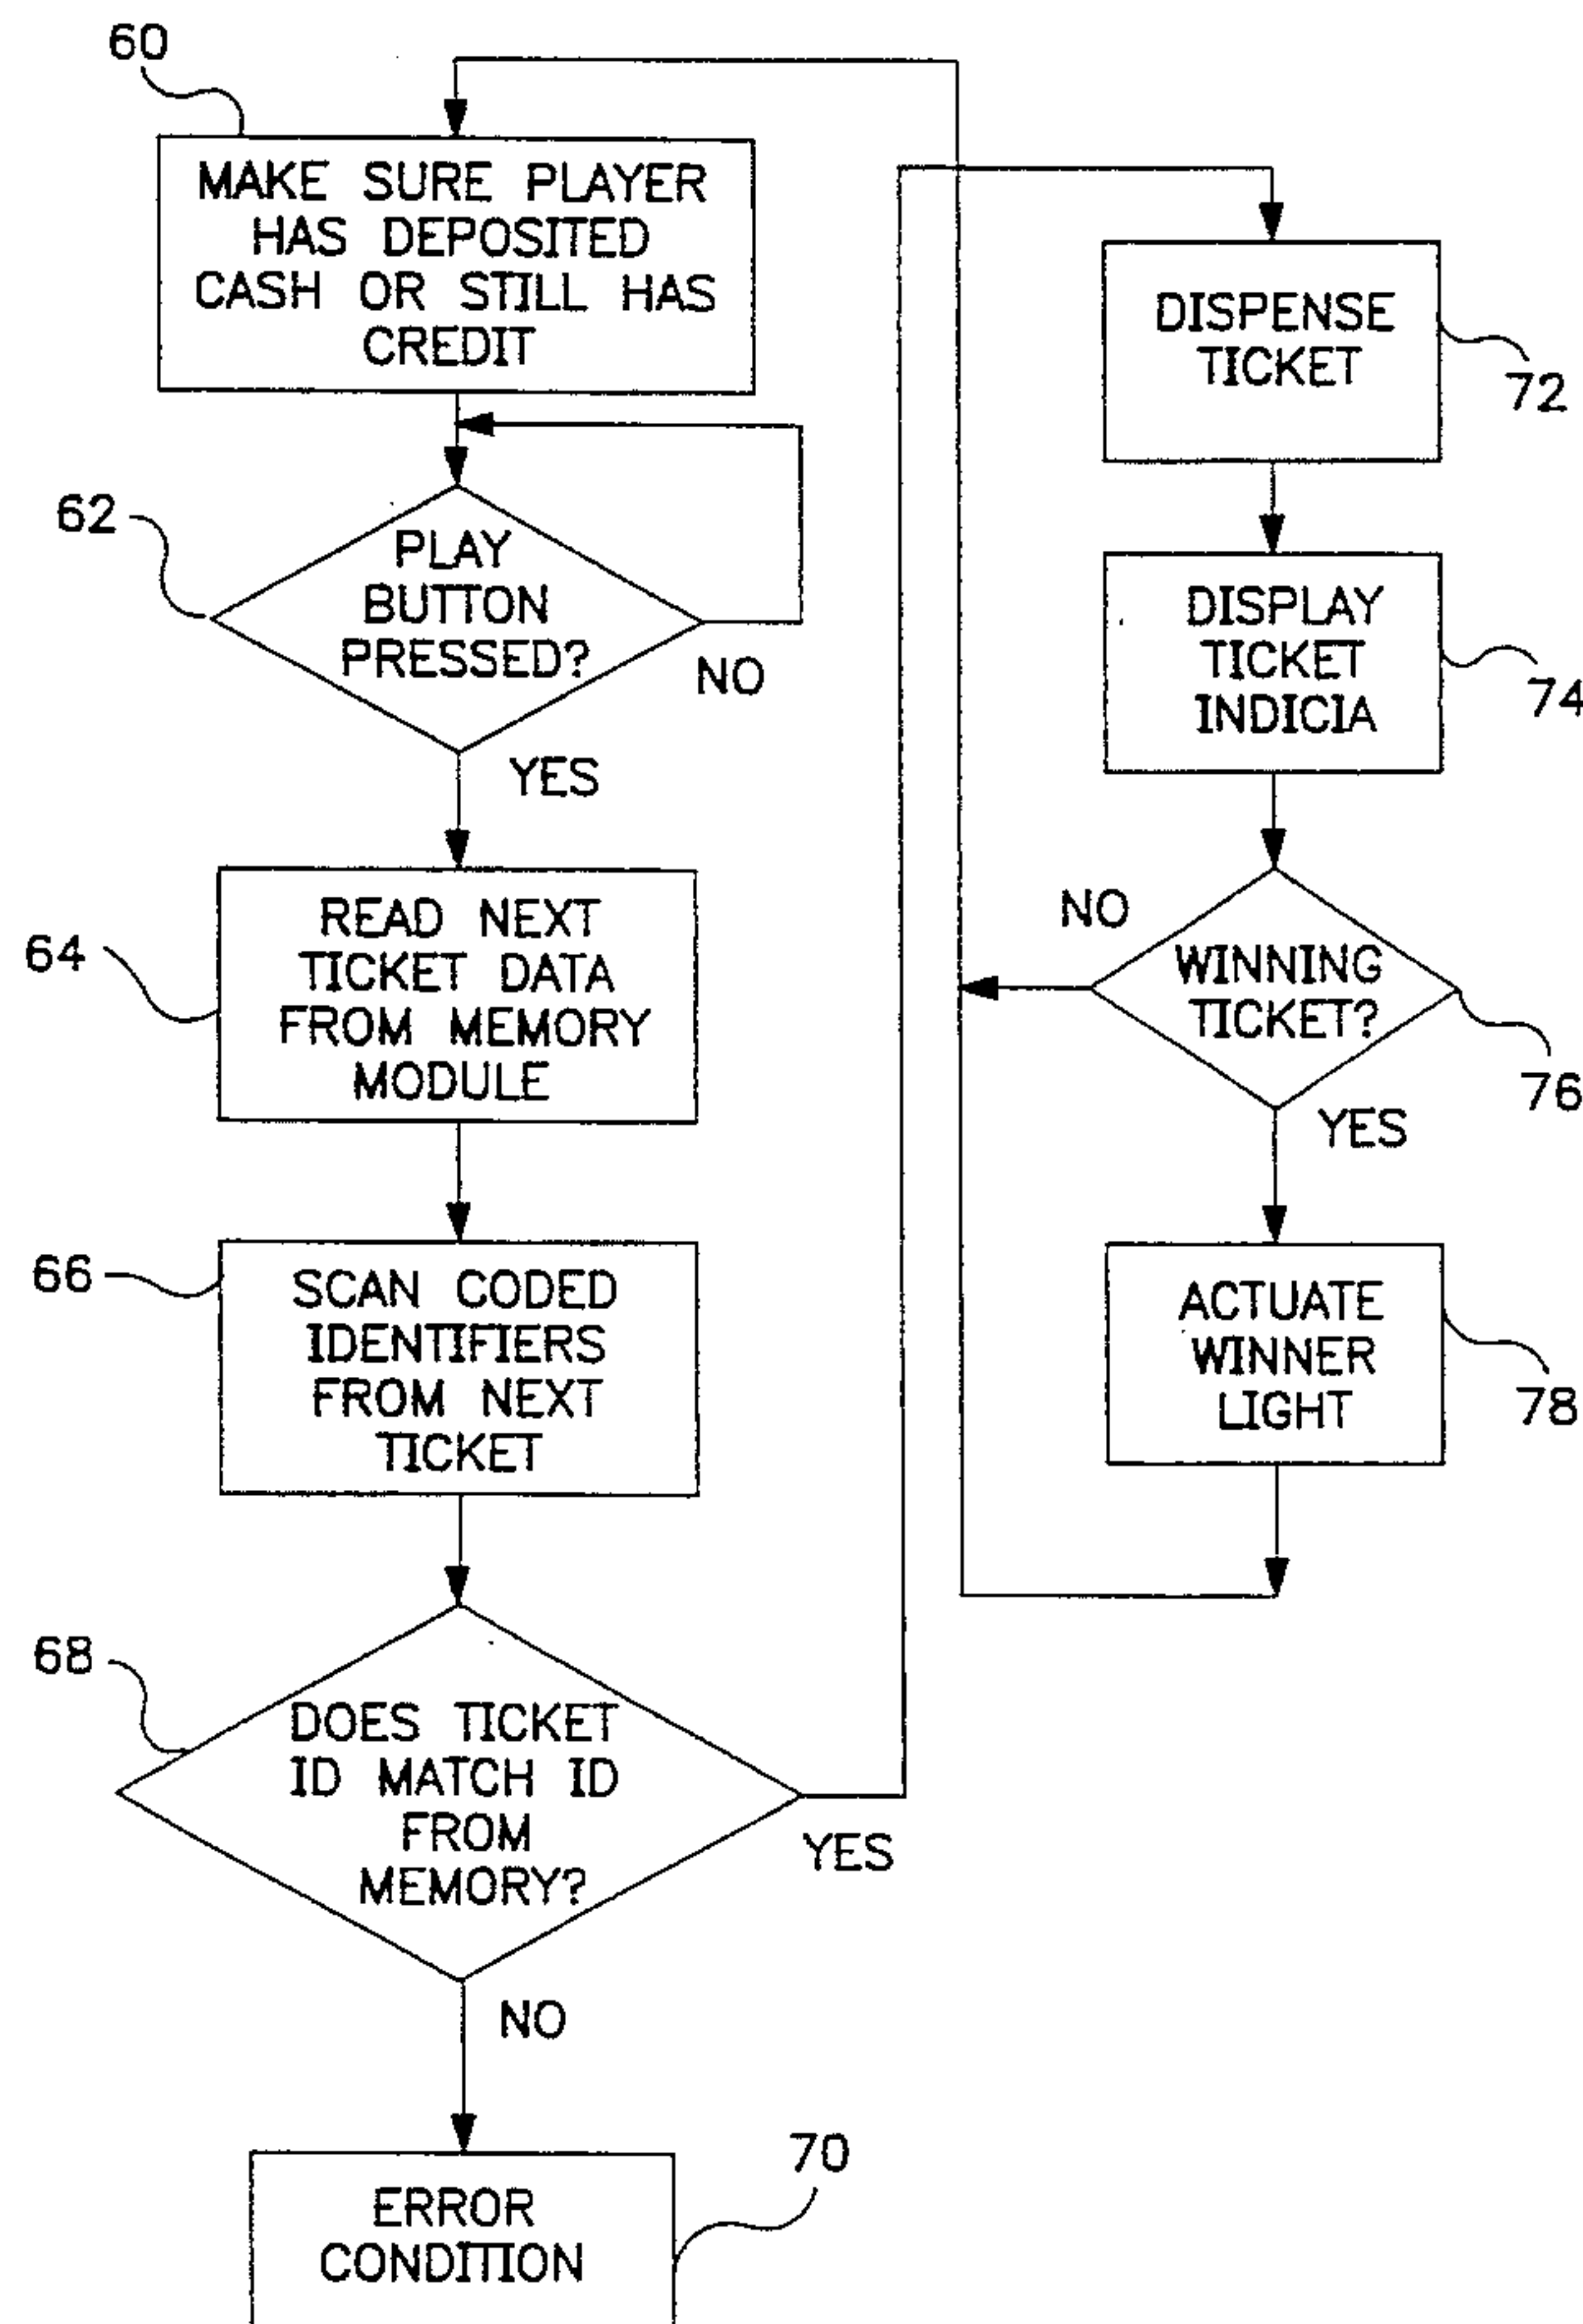 60
MAKE SURE PLAYER
HAS DEPOSITED
CASH OR STILL HAS
CREDIT
62
PLAY
BUTTON
PRESSED?
NO
YES
64
READ NEXT
TICKET DATA
FROM MEMORY
MODULE
66
SCAN CODED
IDENTIFIERS
FROM NEXT
TICKET
68
DOES TICKET
ID MATCH ID
FROM
MEMORY?
YES
NO
70
ERROR
CONDITION
DISPENSE
TICKET
72
DISPLAY
TICKET
INDICIA
74
NO
WINNING
TICKET?
76
YES
ACTUATE
WINNER
LIGHT
78